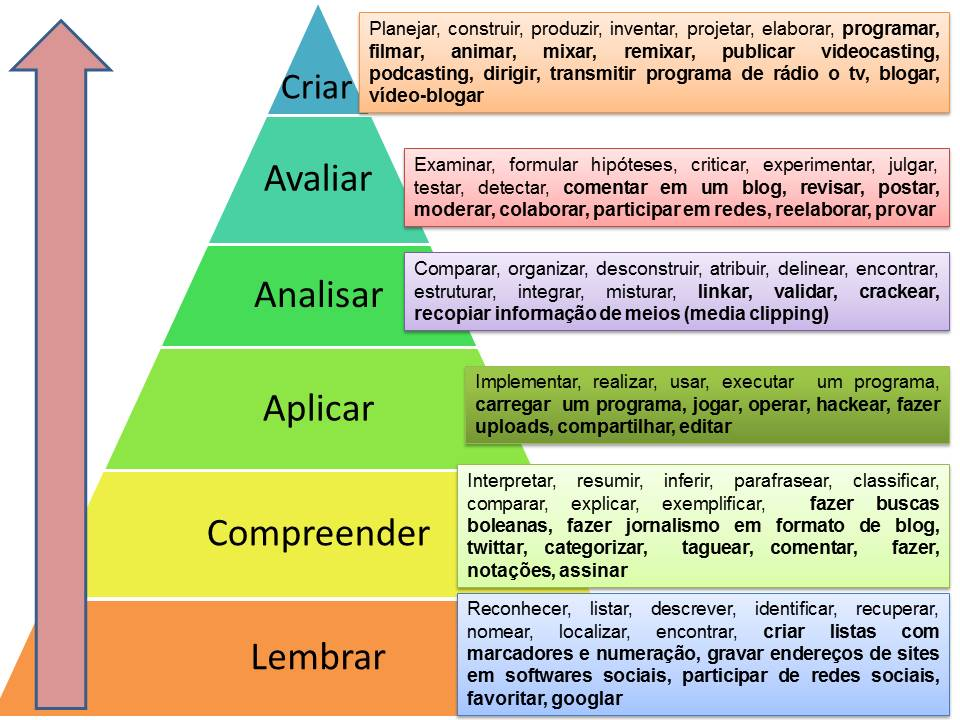 Criar
Planejar, construir, produzir, inventar, projetar, elaborar, programar,
filmar, animar, mixar, remixar, publicar videocasting,
podcasting, dirigir, transmitir programa de rádio o tv, blogar,
vídeo-blogar
Avaliar
Examinar, formular hipóteses, criticar, experimentar, julgar,
testar, detectar, comentar em um blog, revisar, postar,
moderar, colaborar, participar em redes, reelaborar, provar
Analisar
Comparar, organizar, desconstruir, atribuir, delinear, encontrar,
estruturar, integrar, misturar, linkar, validar, crackear,
recopiar informação de meios (media clipping)
Aplicar
Implementar, realizar, usar, executar um programa,
carregar um programa, jogar, operar, hackear, fazer
uploads, compartilhar, editar
Compreender
Interpretar, resumir, inferir, parafrasear, classificar,
comparar, explicar, exemplificar, fazer buscas
boleanas, fazer jornalismo em formato de blog,
twittar, categorizar, taguear, comentar, fazer,
notações, assinar
Lembrar
Reconhecer, listar, descrever, identificar, recuperar,
nomear, localizar, encontrar, criar listas com
marcadores e numeração, gravar endereços de sites
em softwares sociais, participar de redes sociais,
favoritar, googlar